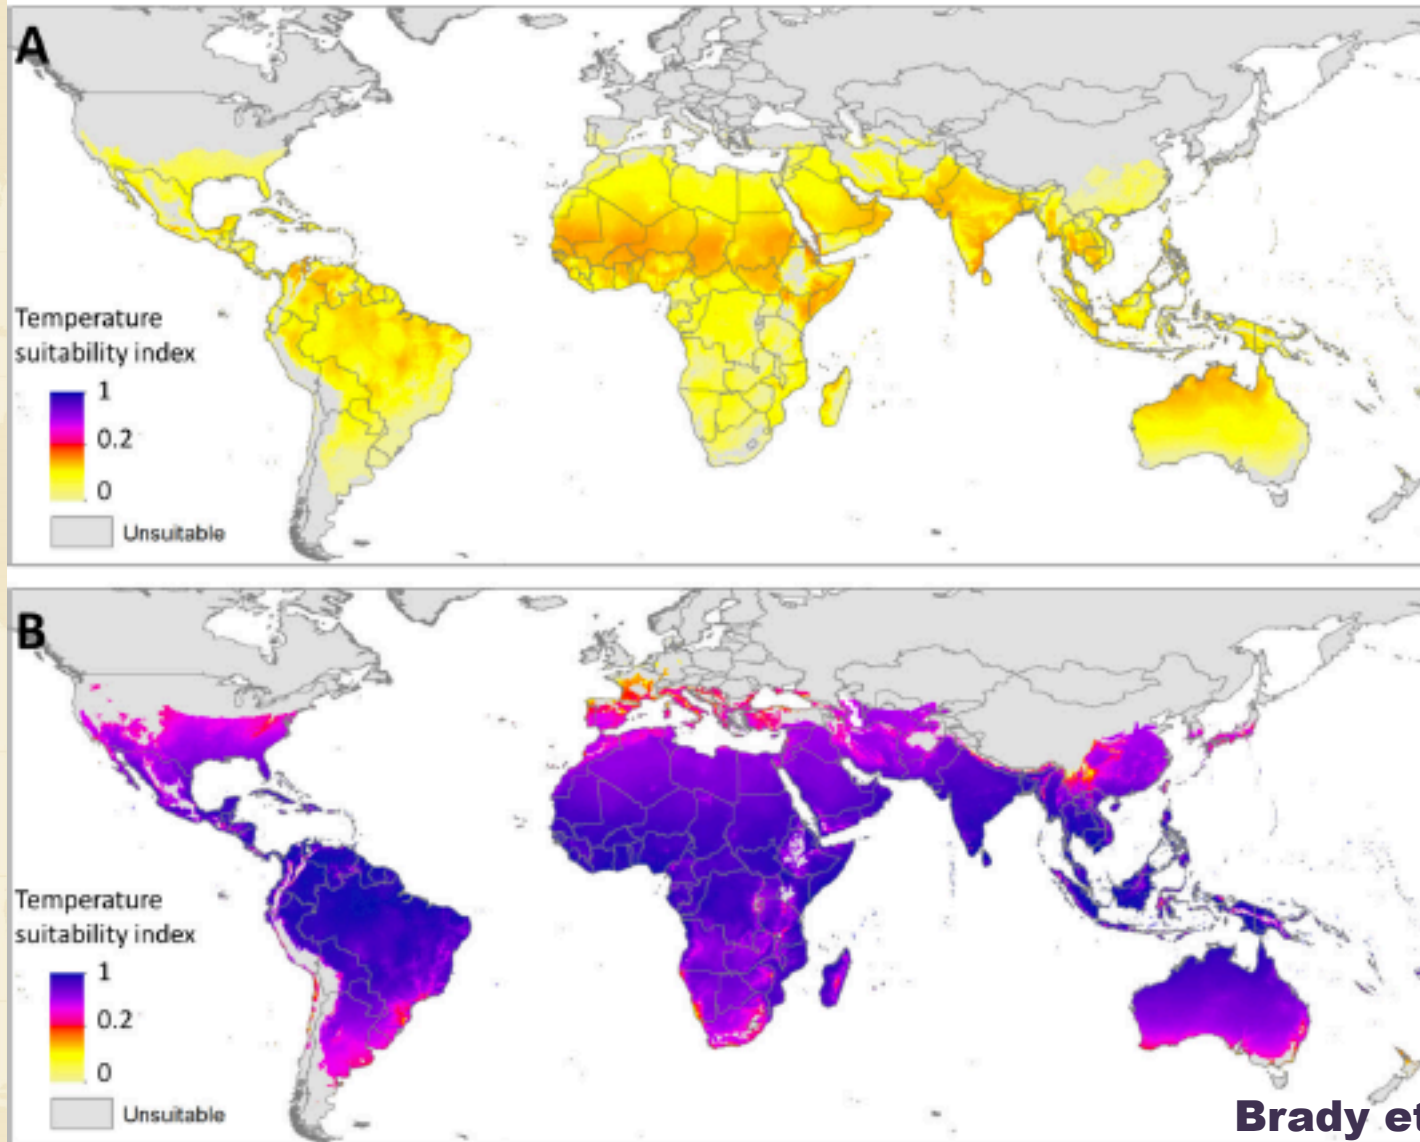 A
Temperature
suitability index
1
0.2
0
Unsuitable
B
Temperature
suitability index
1
0.2
0
Unsuitable
Brady et